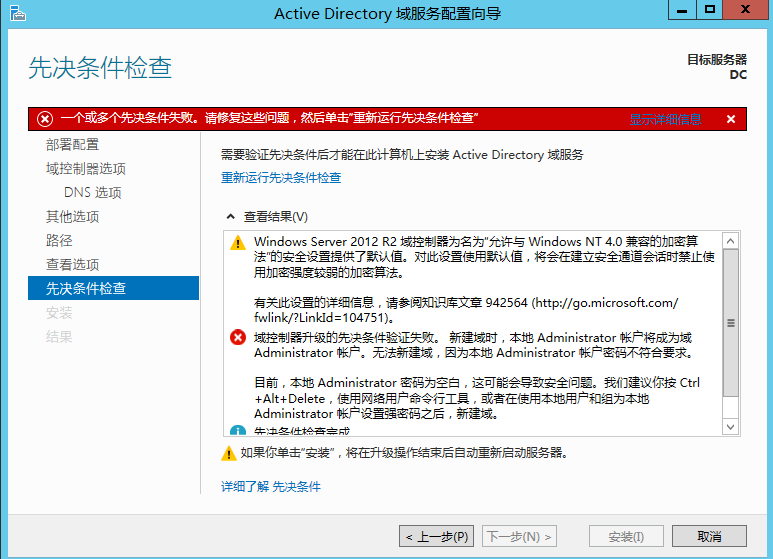 Active Directory 域服务配置向导
先决条件检查
目标服务器
DC
一个或多个先决条件失败。请修复这些问题，然后单击"重新运行先决条件检查"
显示详细信息
部署配置
域控制器选项
DNS 选项
其他选项
路径
查看选项
先决条件检查
安装
结果
需要验证先决条件后才能在此计算机上安装 Active Directory 域服务
重新运行先决条件检查
查看结果(V)
Windows Server 2012 R2 域控制器为名为"允许与 Windows NT 4.0 兼容的加密算
法"的安全设置提供了默认值。对此设置使用默认值，将会在建立安全通道会话时禁止使
用加密强度较弱的加密算法。
有关此设置的详细信息，请参阅知识库文章 942564 (http://go.microsoft.com/
fwlink/?LinkId=104751)。
域控制器升级的先决条件验证失败。 新建域时，本地 Administrator 帐户将成为域
Administrator 帐户。无法新建域，因为本地 Administrator 帐户密码不符合要求。
目前，本地 Administrator 密码为空白，这可能会导致安全问题。我们建议你按 Ctrl
+Alt+Delete，使用网络用户命令行工具，或者在使用本地用户和组为本地
Administrator 帐户设置强密码之后，新建域。
先决条件检查完成
如果你单击"安装"，将在升级操作结束后自动重新启动服务器。
详细了解 先决条件
< 上一步(P)
下一步(N) >
安装(I)
取消